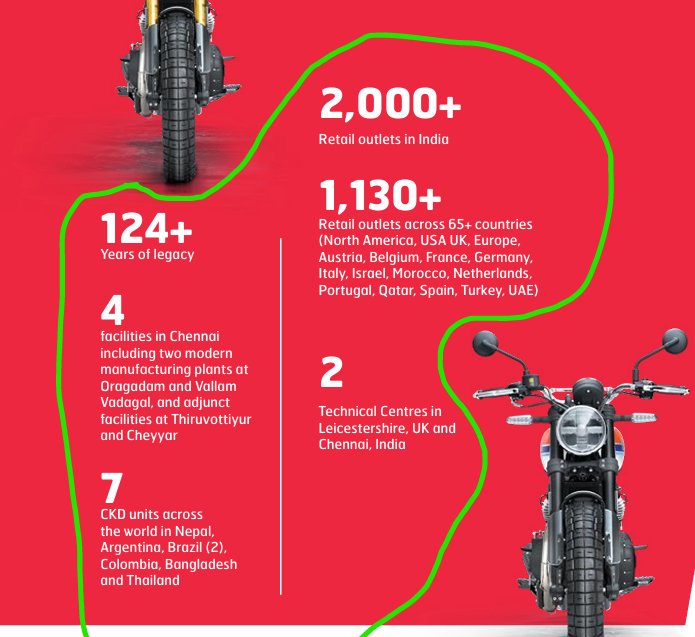 124+
Years of legacy
4
facilities in Chennai
including two modern
manufacturing plants at
Oragadam and Vallam
Vadagal, and adjunct
facilities at Thiruvottiyur
and Cheyyar
7
CKD units across
the world in Nepal,
Argentina, Brazil (2),
Colombia, Bangladesh
and Thailand
2,000+
Retail outlets in India
1,130+
Retail outlets across 65+ countries
(North America, USA UK, Europe,
Austria, Belgium, France, Germany,
Italy, Israel, Morocco, Netherlands,
Portugal, Qatar, Spain, Turkey, UAE)
2
Technical Centres in
Leicestershire, UK and
Chennai, India